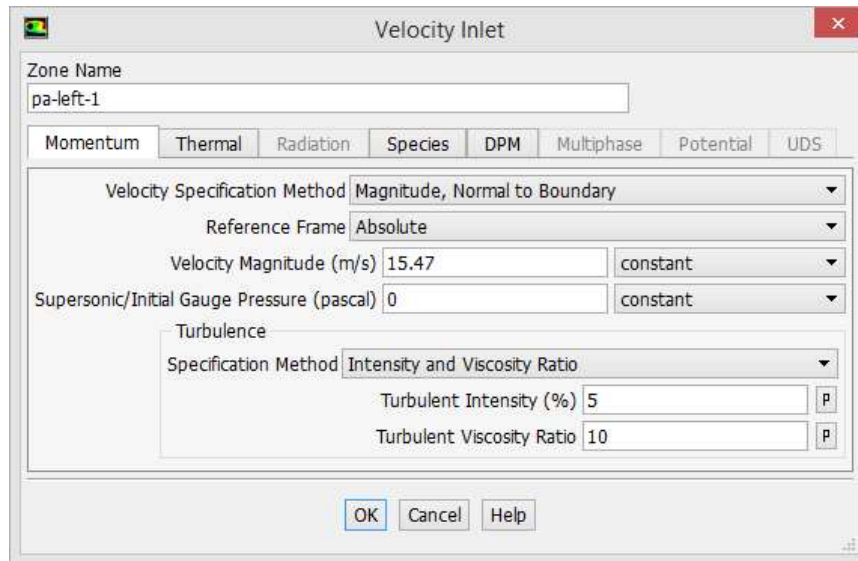 Velocity Inlet
Zone Name
pa-left-1
Momentum Thermal Radiation Species DPM Multiphase Potential UDS
Velocity Specification Method Magnitude, Normal to Boundary
Reference Frame Absolute
Velocity Magnitude (m/s) 15.47 constant
Supersonic/Initial Gauge Pressure (pascal) 0 constant
Turbulence
Specification Method Intensity and Viscosity Ratio
Turbulent Intensity (%) 5 P
Turbulent Viscosity Ratio 10 P
OK Cancel Help